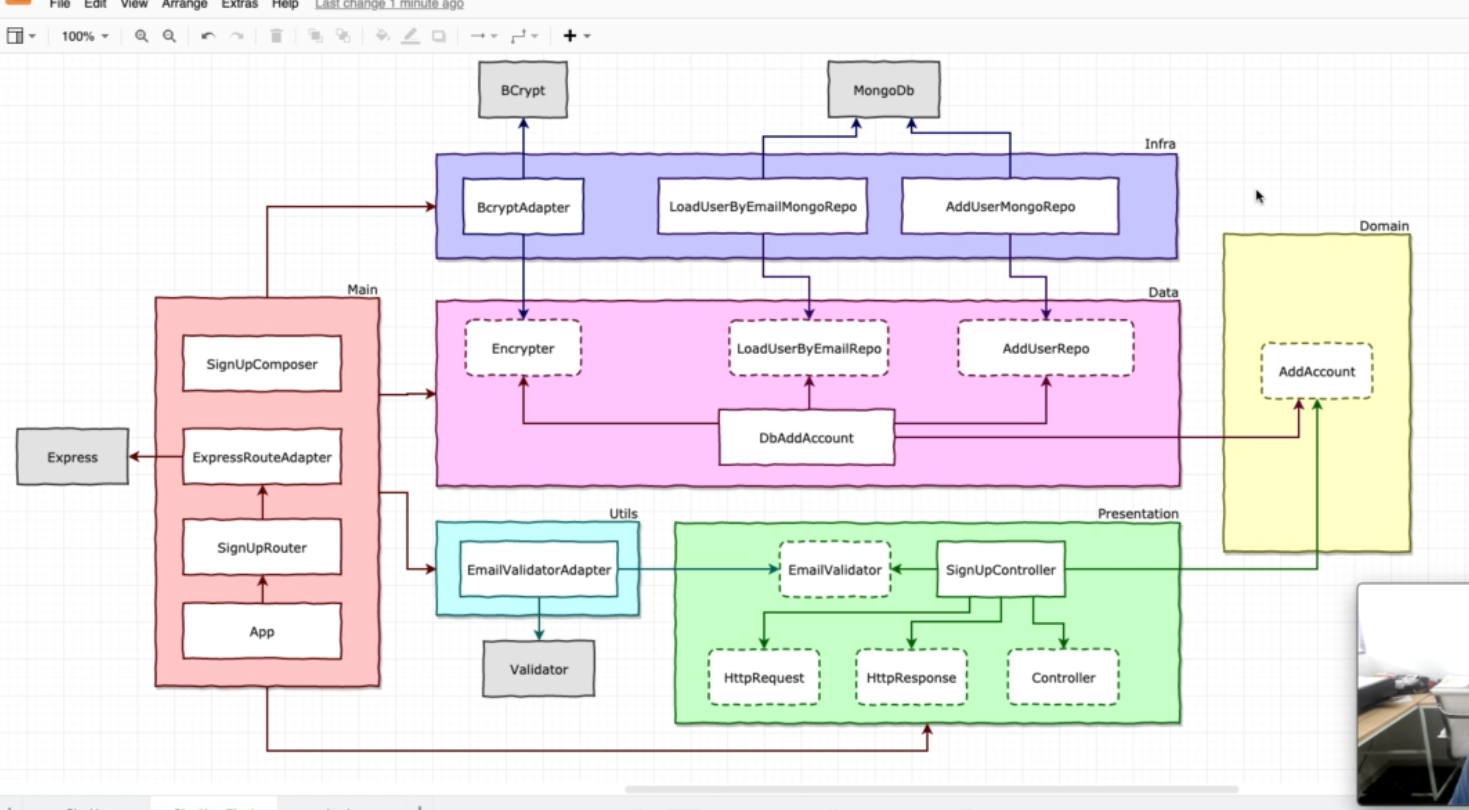 File Edit View Arrange Extras Help Last change 1 minute ago
100%
BCrypt
MongoDb
Infra
BcryptAdapter
LoadUserByEmailMongoRepo
AddUserMongoRepo
Domain
Main
Data
SignUpComposer
Encrypter
LoadUserByEmailRepo
AddUserRepo
AddAccount
Express
ExpressRouteAdapter
DbAddAccount
Utils
Presentation
SignUpRouter
EmailValidatorAdapter
EmailValidator
SignUpController
App
Validator
HttpRequest
HttpResponse
Controller